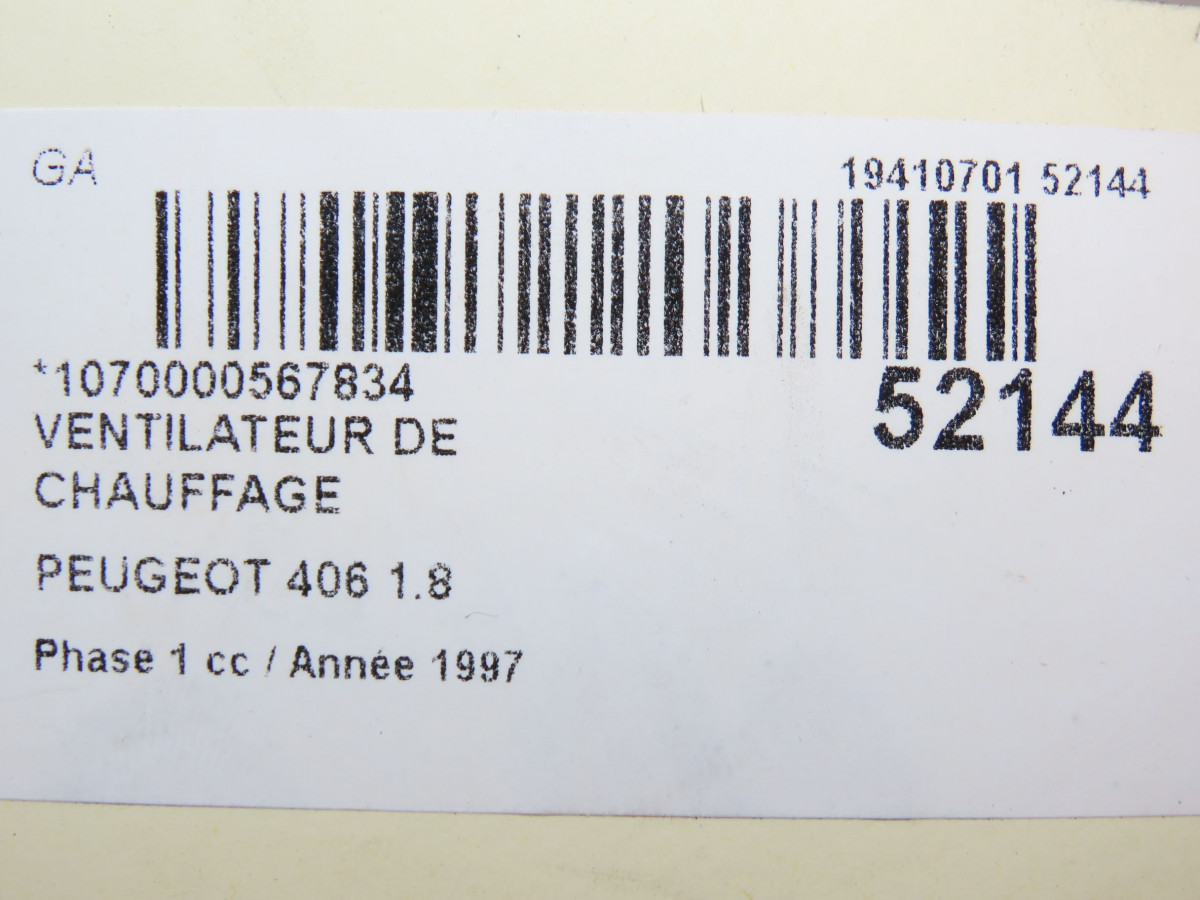 GA
19410701 52144
*1070000567834
52144
VENTILATEUR DE
CHAUFFAGE
PEUGEOT 406 1.8
Phase 1 cc / Année 1997